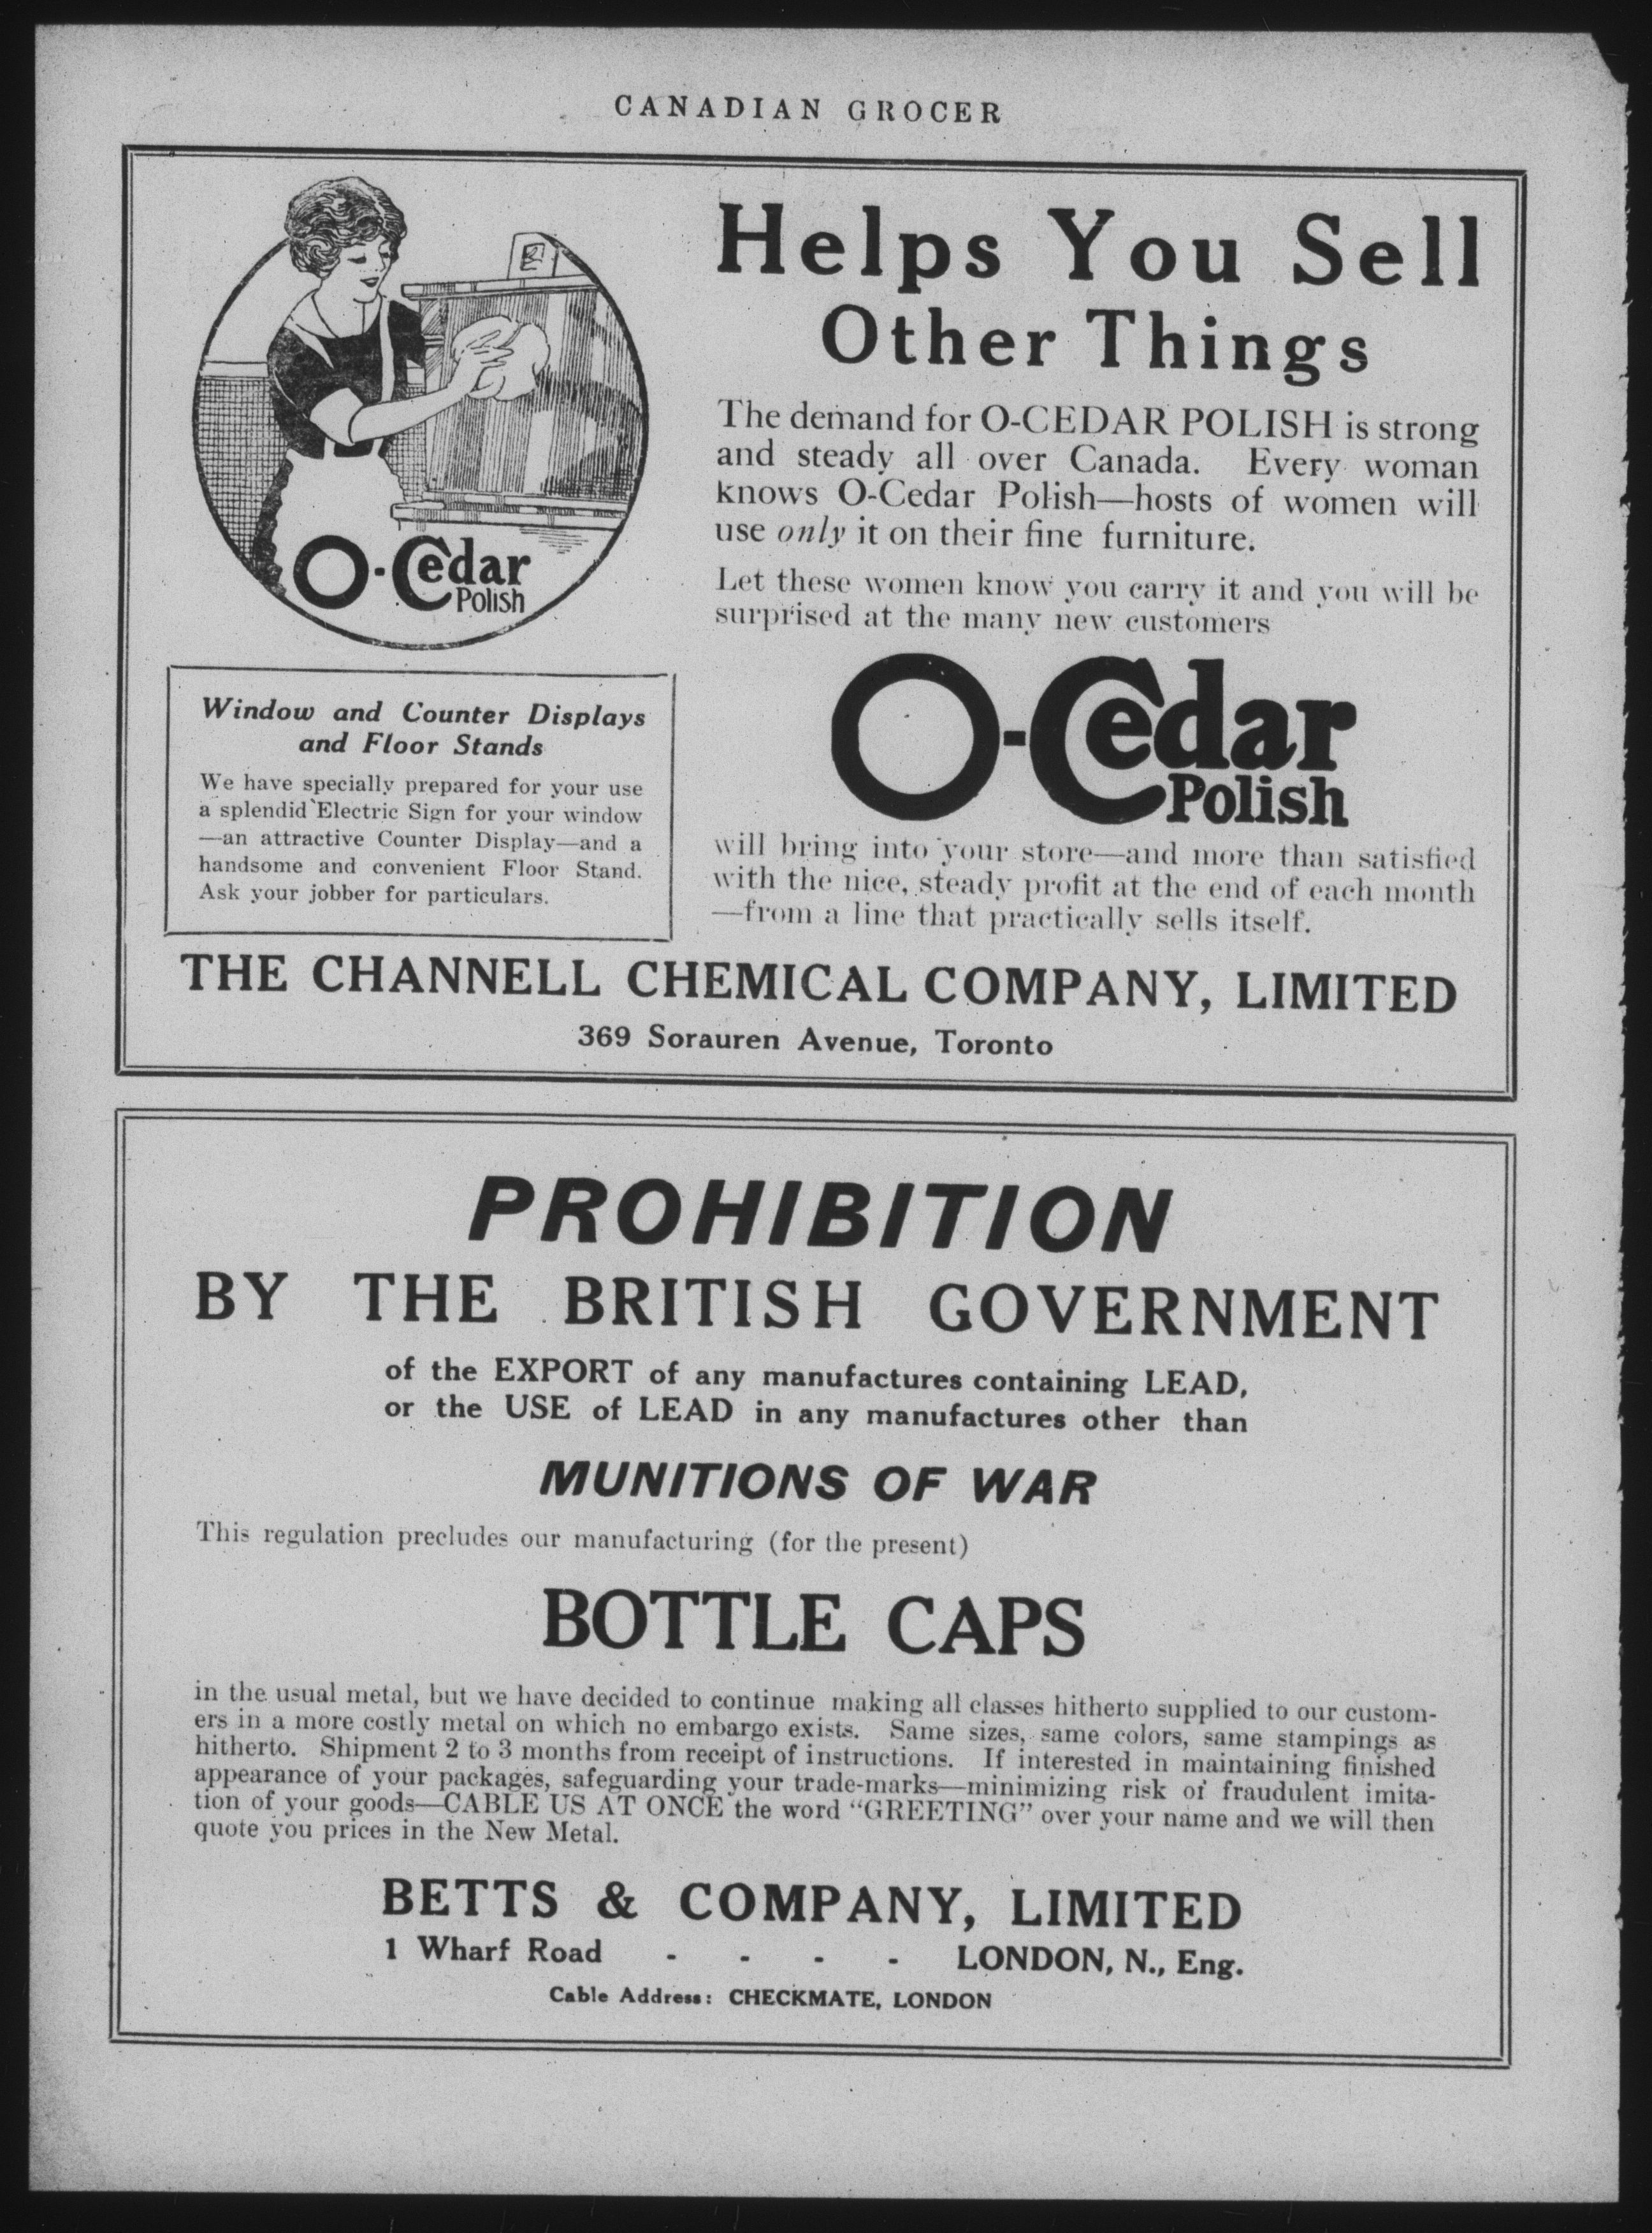 CANADIAN GROCER
O-Cedar
Polish
Helps You Sell
Other Things
The demand for O-CEDAR POLISH is strong
and steady all over Canada. Every woman
knows O-Cedar Polish—hosts of women will
use only it on their fine furniture.
Let these women know you carry it and you will be
surprised at the many new customers
O-Cedar
Polish
will bring into your store—and more than satisfied
with the nice, steady profit at the end of each month
—from a line that practically sells itself.
Window and Counter Displays
and Floor Stands
We have specially prepared for your use
a splendid Electric Sign for your window
—an attractive Counter Display—and a
handsome and convenient Floor Stand.
Ask your jobber for particulars.
THE CHANNELL CHEMICAL COMPANY, LIMITED
369 Sorauren Avenue, Toronto
PROHIBITION
BY THE BRITISH GOVERNMENT
of the EXPORT of any manufactures containing LEAD,
or the USE of LEAD in any manufactures other than
MUNITIONS OF WAR
This regulation precludes our manufacturing (for the present)
BOTTLE CAPS
in the usual metal, but we have decided to continue making all classes hitherto supplied to our custom-
ers in a more costly metal on which no embargo exists. Same sizes, same colors, same stampings as
hitherto. Shipment 2 to 3 months from receipt of instructions. If interested in maintaining finished
appearance of your packages, safeguarding your trade-marks—minimizing risk of fraudulent imita-
tion of your goods—CABLE US AT ONCE the word "GREETING" over your name and we will then
quote you prices in the New Metal.
BETTS & COMPANY, LIMITED
1 Wharf Road - - - - LONDON, N., Eng.
Cable Address: CHECKMATE, LONDON